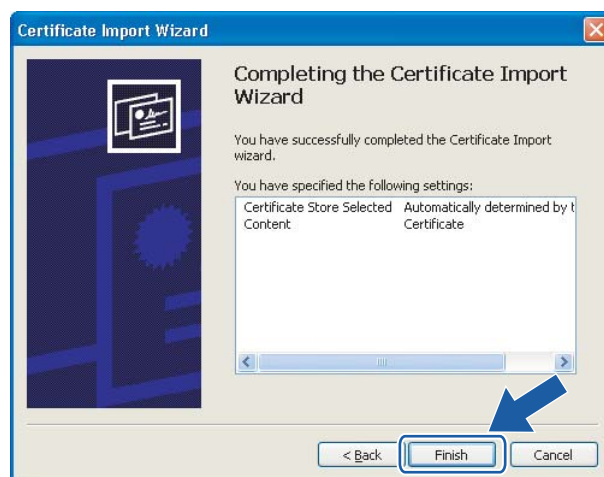 Certificate Import Wizard
Completing the Certificate Import
Wizard
You have successfully completed the Certificate Import
wizard.
You have specified the following settings:
Certificate Store Selected Automatically determined by t
Content Certificate
< Back Finish Cancel